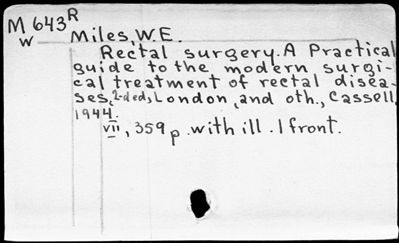 M 643R
W Miles, W.E.
Rectal surgery. A Practical
guide to the modern surgi-
cal treatment of rectal disea-
ses, 2-d ed, London, and oth., Cassell,
1944.
vii, 359 p. with ill. 1 front.